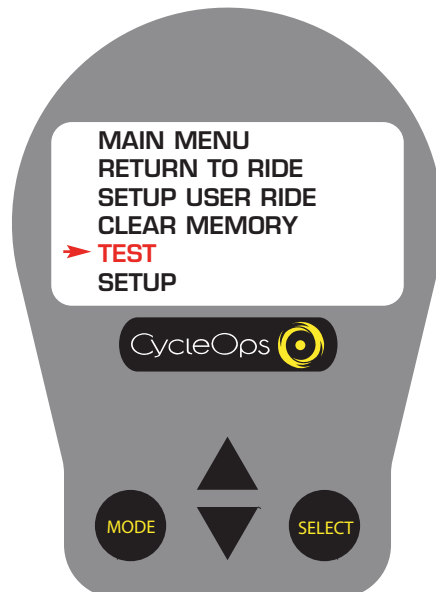 MAIN MENU
RETURN TO RIDE
SETUP USER RIDE
CLEAR MEMORY
TEST
SETUP
CycleOps
MODE
SELECT